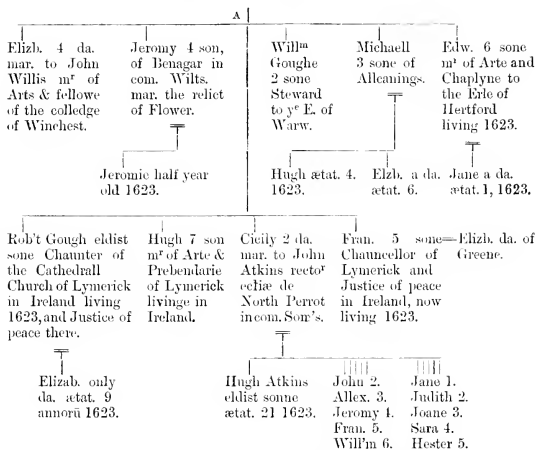 A
Elizb. 4 da.
mar. to John
Willis mʳ of
Arts & fellowe
of the colledge
of Winchest.
Jeromy 4 son,
of Benagar in
com. Wilts.
mar. the relict
of Flower.
Willᵐ
Goughe
2 sone
Steward
to yᵉ E. of
Warw.
Michaell
3 sone of
Allcanings.
Edw. 6 sone
mʳ of Arte and
Chaplyne to
the Erle of
Hertford
living 1623.
Jeromie half year
old 1623.
Hugh ætat. 4.
1623.
Elzb. a da.
ætat. 6.
Jane a da.
ætat. 1, 1623.
Rob't Gough eldist
sone Chaunter of
the Cathedrall
Church of Lymerick
in Ireland living
1623, and Justice of
peace there.
Hugh 7 son
mʳ of Arte &
Prebendarie
of Lymerick
livinge in
Ireland.
Cicily 2 da.
mar. to John
Atkins rectoʳ
ecħiæ de
North Perrot
in com. Som's.
Fran. 5 sone
Chauncellor of
Lymerick and
Justice of peace
in Ireland, now
living 1623.
=Elizb. da. of
Greene.
Elizab. only
da. ætat. 9
annorū 1623.
Hugh Atkins
eldist sonne
ætat. 21 1623.
John 2.
Allex. 3.
Jeromy 4.
Fran. 5.
Will'm 6.
Jane 1.
Judith 2.
Joane 3.
Sara 4.
Hester 5.